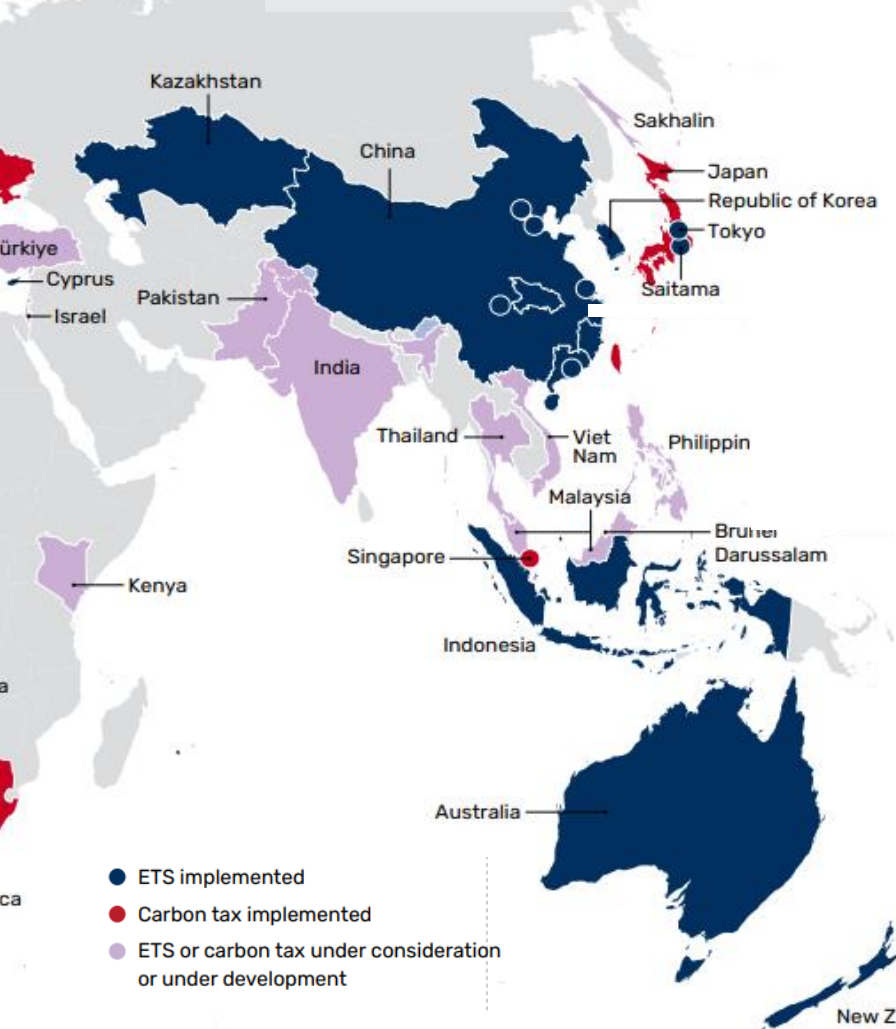 Kazakhstan
Sakhalin
China
Japan
Republic of Korea
Tokyo
ürkiye
Cyprus
Saitama
Pakistan
Israel
India
Thailand
Viet
Nam
Philippin
Malaysia
Brunei
Darussalam
Singapore
Kenya
Indonesia
a
Australia
ETS implemented
ca
Carbon tax implemented
ETS or carbon tax under consideration
or under development
New Z